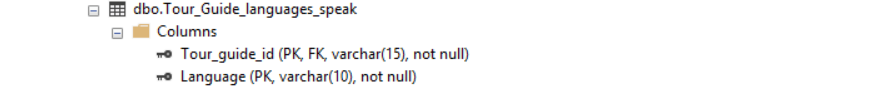 dbo.Tour_Guide_languages_speak
Columns
Tour_guide_id (PK, FK, varchar(15), not null)
Language (PK, varchar(10), not null)